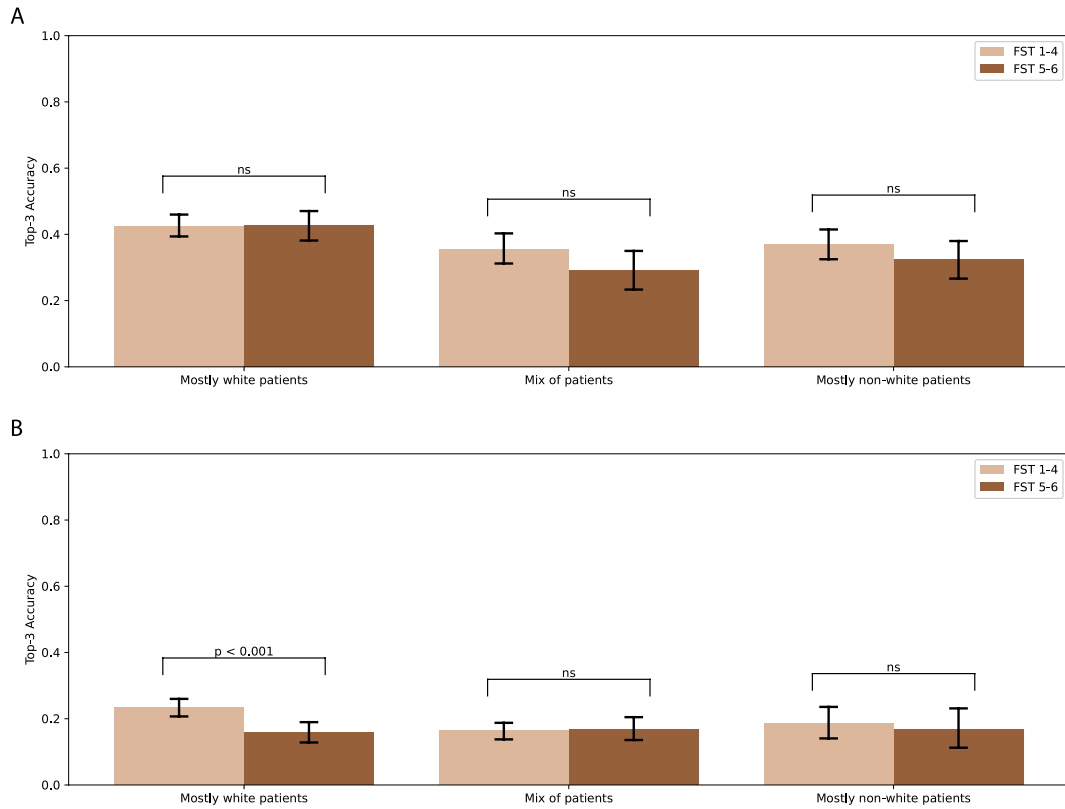 A
1.0
FST 1–4
FST 5–6
0.8
0.6
ns
ns
ns
Top-3 Accuracy
0.4
0.2
0.0
Mostly white patients
Mix of patients
Mostly non-white patients
B
1.0
FST 1–4
FST 5–6
0.8
0.6
Top-3 Accuracy
0.4
p < 0.001
ns
ns
0.2
0.0
Mostly white patients
Mix of patients
Mostly non-white patients